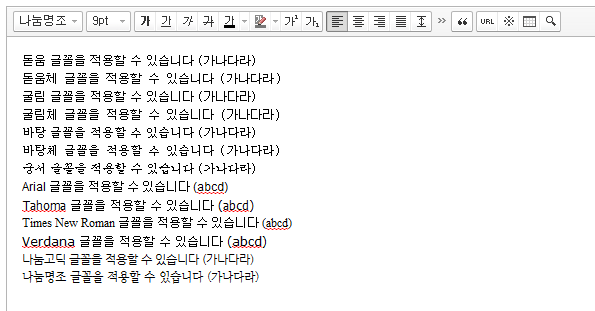 나눔명조 9pt 가 가 가 가 가 가 가² 가₁ URL
돋움 글꼴을 적용할 수 있습니다 (가나다라)
돋움체 글꼴을 적용할 수 있습니다 (가나다라)
굴림 글꼴을 적용할 수 있습니다 (가나다라)
굴림체 글꼴을 적용할 수 있습니다 (가나다라)
바탕 글꼴을 적용할 수 있습니다 (가나다라)
바탕체 글꼴을 적용할 수 있습니다 (가나다라)
궁서 글꼴을 적용할 수 있습니다 (가나다라)
Arial 글꼴을 적용할 수 있습니다 (abcd)
Tahoma 글꼴을 적용할 수 있습니다 (abcd)
Times New Roman 글꼴을 적용할 수 있습니다 (abcd)
Verdana 글꼴을 적용할 수 있습니다 (abcd)
나눔고딕 글꼴을 적용할 수 있습니다 (가나다라)
나눔명조 글꼴을 적용할 수 있습니다 (가나다라)